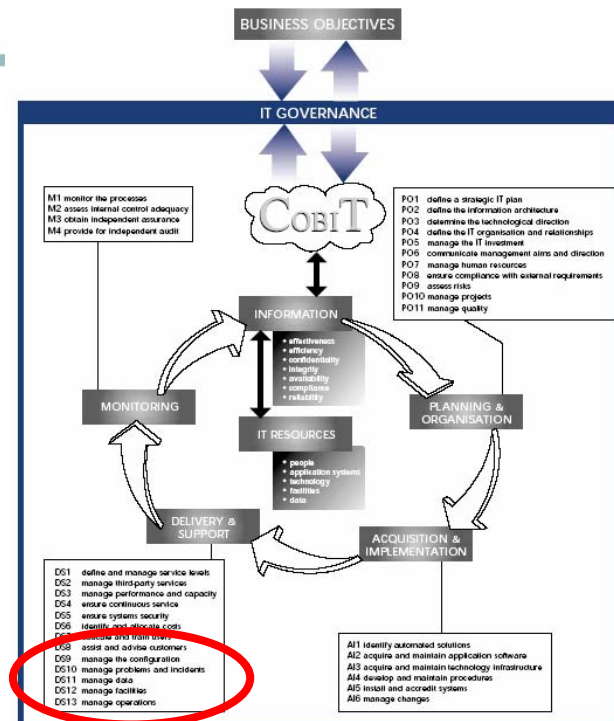 BUSINESS OBJECTIVES
IT GOVERNANCE
COBIT
M1 monitor the processes
M2 assess internal control adequacy
M3 obtain independent assurance
M4 provide for independent audit
PO1 define a strategic IT plan
PO2 define the information architecture
PO3 determine the technological direction
PO4 define the IT organisation and relationships
PO5 manage the IT investment
PO6 communicate management aims and direction
PO7 manage human resources
PO8 ensure compliance with external requirements
PO9 assess risks
PO10 manage projects
PO11 manage quality
INFORMATION
• effectiveness
• efficiency
• confidentiality
• integrity
• availability
• compliance
• reliability
MONITORING
PLANNING &
ORGANISATION
IT RESOURCES
• people
• application systems
• technology
• facilities
• data
DELIVERY &
SUPPORT
ACQUISITION &
IMPLEMENTATION
DS1 define and manage service levels
DS2 manage third-party services
DS3 manage performance and capacity
DS4 ensure continuous service
DS5 ensure systems security
DS6 identify and allocate costs
DS7 educate and train users
DS8 assist and advise customers
DS9 manage the configuration
DS10 manage problems and incidents
DS11 manage data
DS12 manage facilities
DS13 manage operations
AI1 identify automated solutions
AI2 acquire and maintain application software
AI3 acquire and maintain technology infrastructure
AI4 develop and maintain procedures
AI5 install and accredit systems
AI6 manage changes